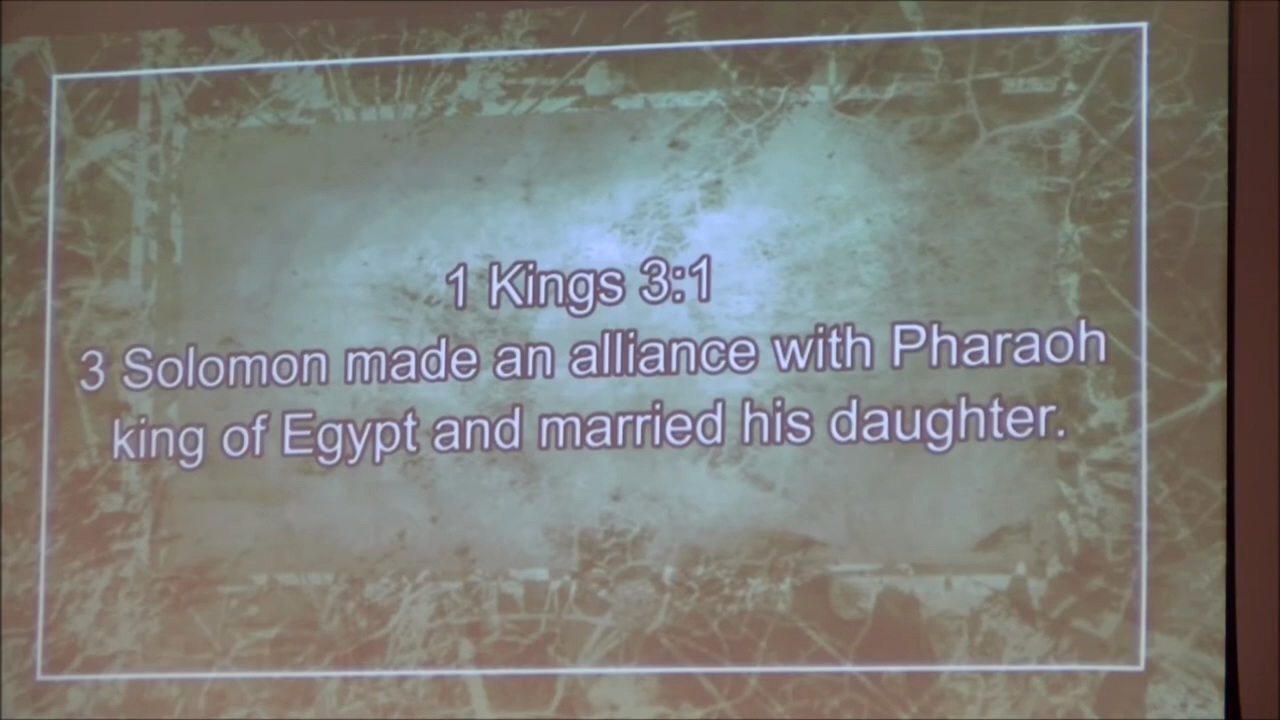 1 Kings 3:1
3 Solomon made an alliance with Pharaoh
king of Egypt and married his daughter.